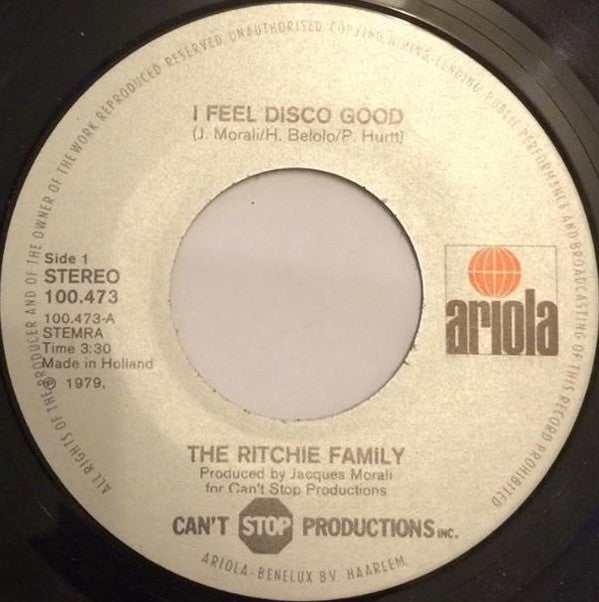 ALL RIGHTS OF THE PRODUCER AND OF THE OWNER OF THE WORK REPRODUCED RESERVED UNAUTHORISED COPYING HIRING LENDING PUBLIC PERFORMANCE AND BROADCASTING OF THIS RECORD PROHIBITED
I FEEL DISCO GOOD
(J. Morali/H. Belolo/P. Hurtt)
Side 1
STEREO
100.473
100.473-A
STEMRA
Time 3:30
Made in Holland
℗ 1979.
ariola
THE RITCHIE FAMILY
Produced by Jacques Morali
for Can't Stop Productions
CAN'T STOP PRODUCTIONS INC.
ARIOLA-BENELUX BV. HAARLEM